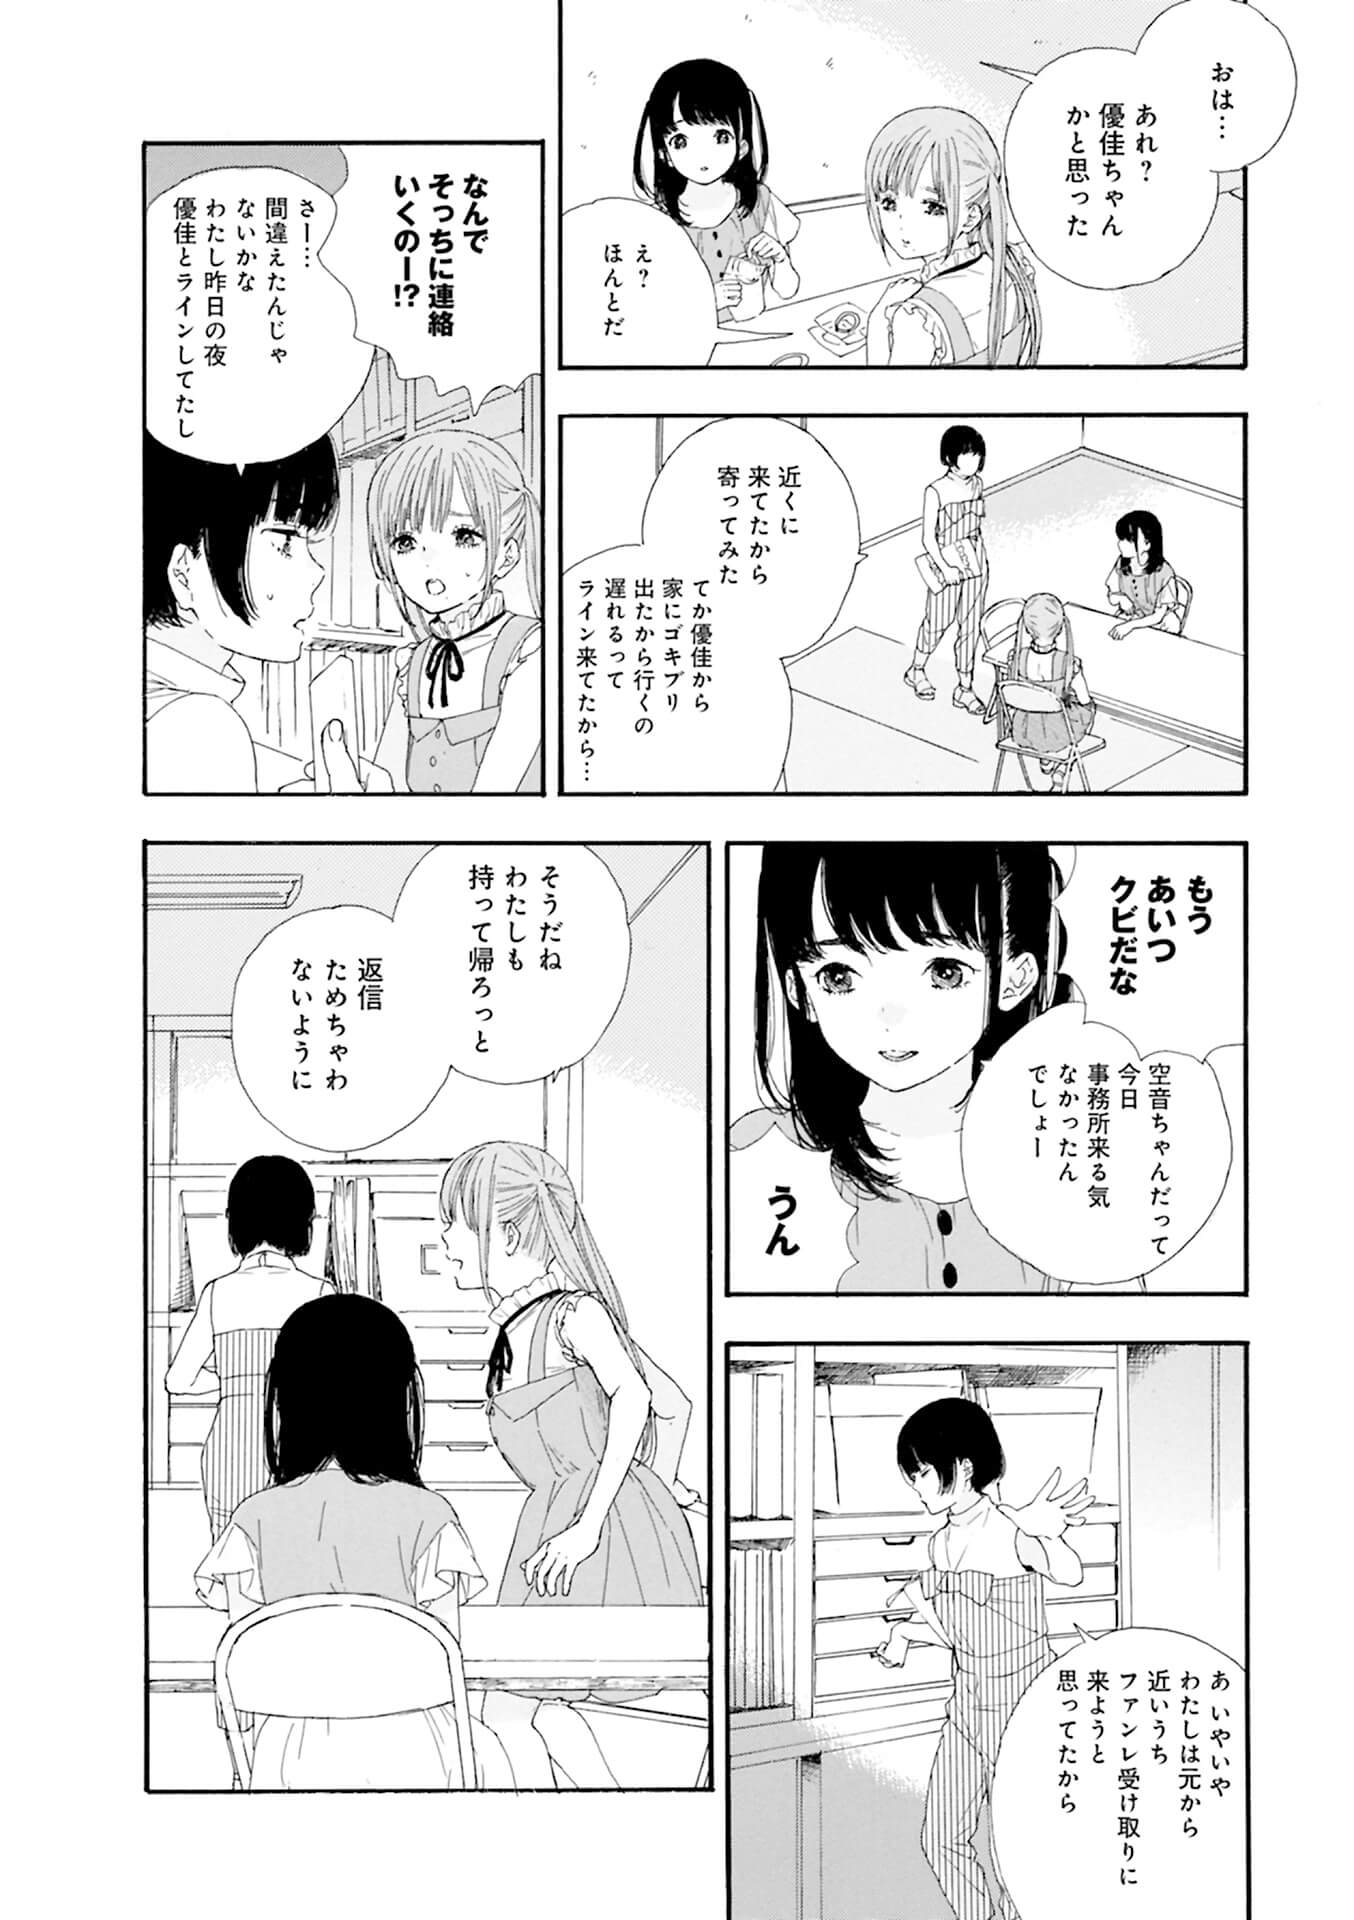 おは…
あれ？
優佳ちゃん
かと思った
え？
ほんとだ
近くに
来てたから
寄ってみた
てか優佳から
家にゴキブリ
出たから行くの
遅れるって
ライン来てたから…
なんで
そっちに連絡
いくのー!?
さー…
間違えたんじゃ
ないかな
わたし昨日の夜
優佳とラインしてたし
もう
あいつ
クビだな
空音ちゃんだって
今日
事務所来る気
なかったん
でしょー
うん
あ いやいや
わたしは元から
近いうち
ファンレ受け取りに
来ようと
思ってたから
そうだね
わたしも
持って帰ろっと
返信
ためちゃわ
ないように